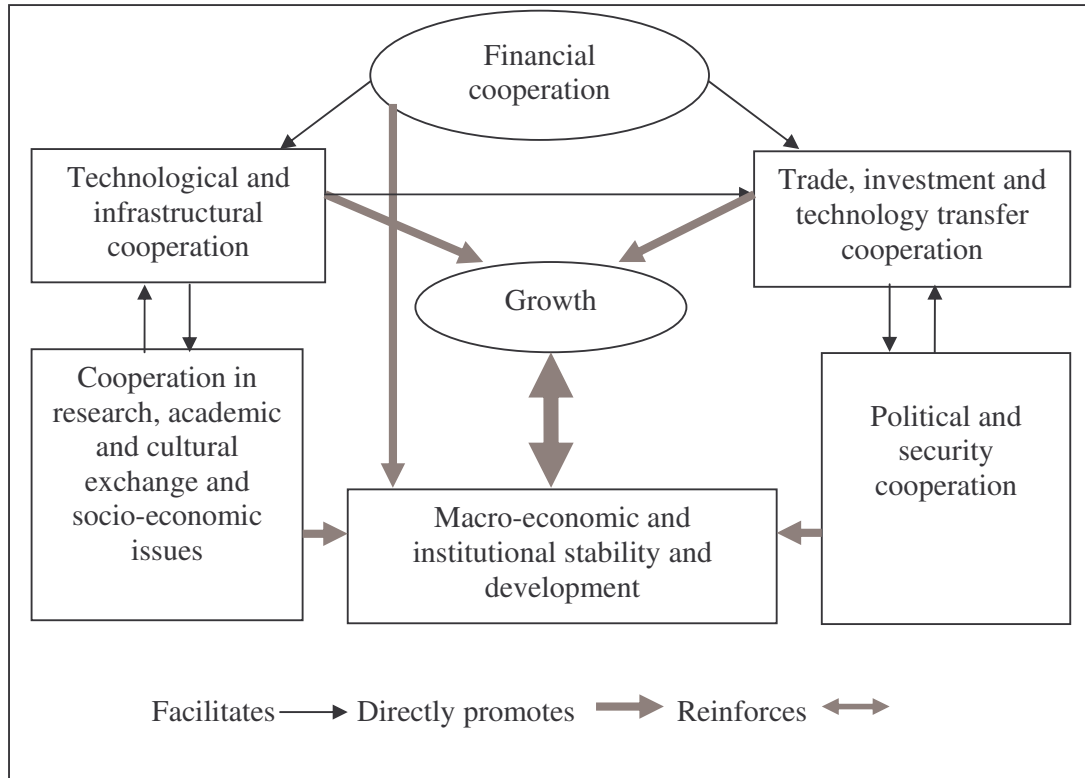 Financial
cooperation
Technological and
infrastructural
cooperation
Trade, investment and
technology transfer
cooperation
Growth
Cooperation in
research, academic
and cultural
exchange and
socio-economic
issues
Political and
security
cooperation
Macro-economic and
institutional stability and
development
Facilitates Directly promotes Reinforces